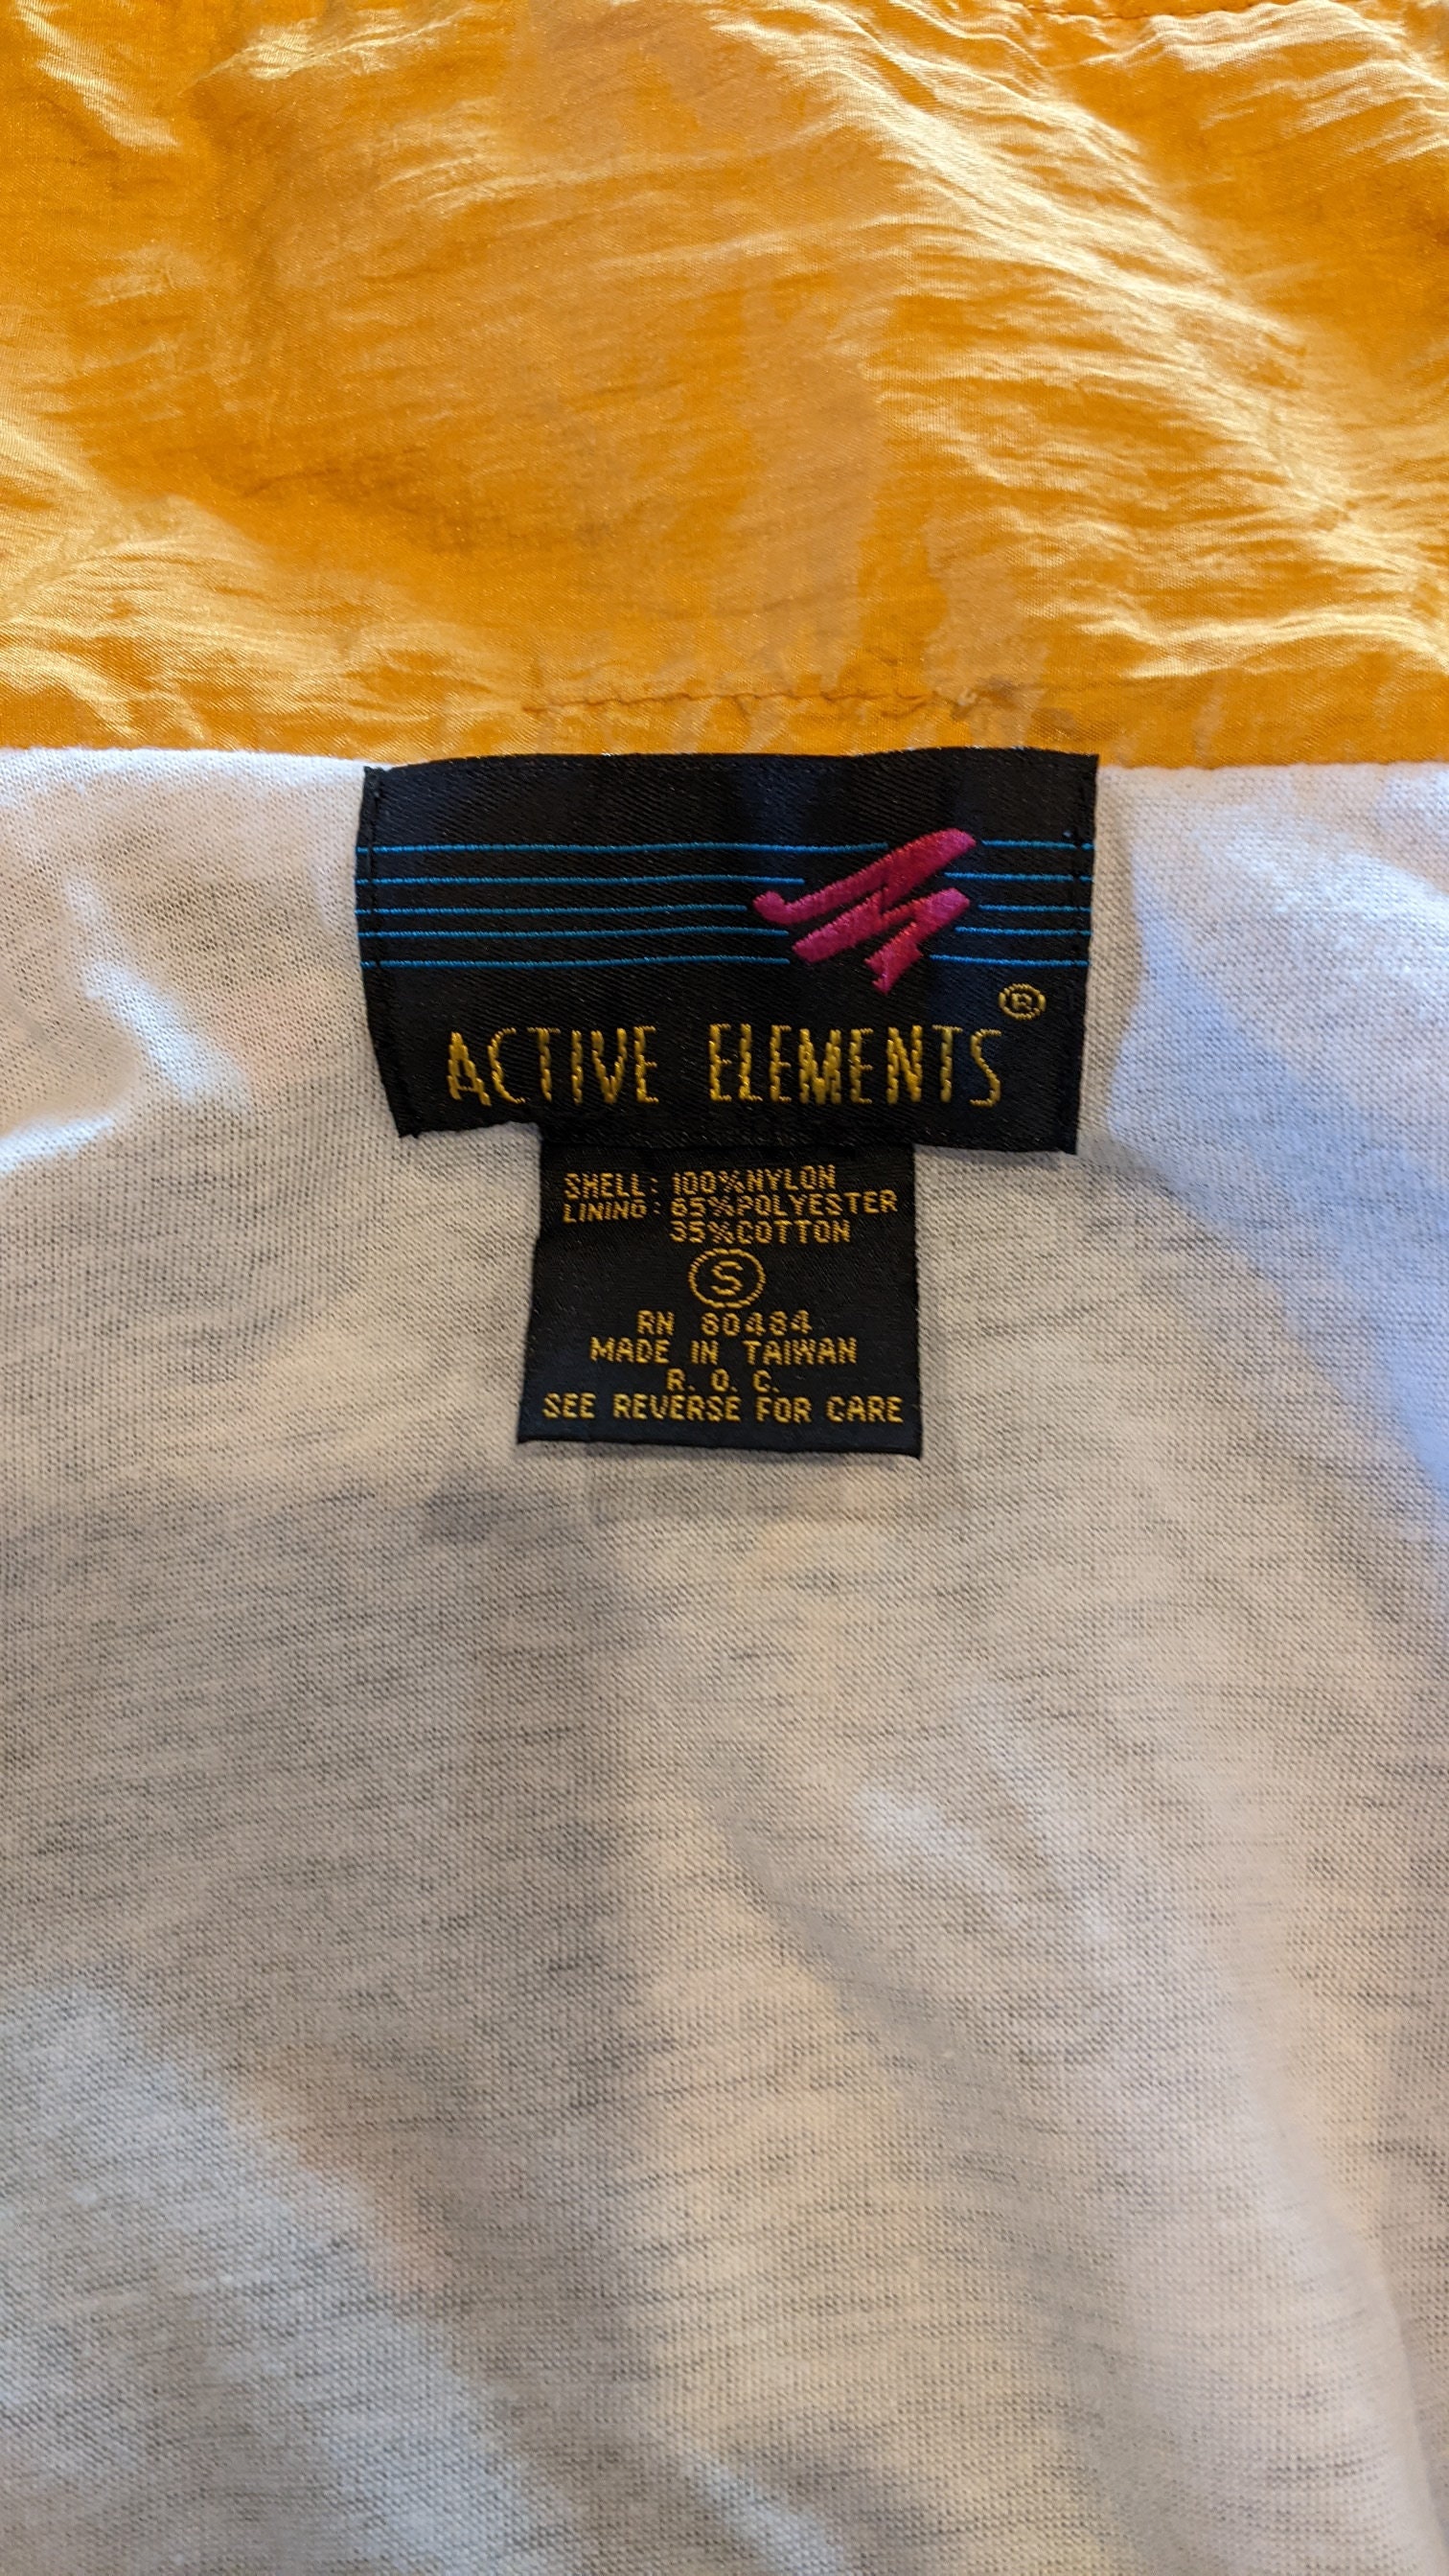 ACTIVE ELEMENTS®
SHELL: 100%NYLON
LINING: 65%POLYESTER
35%COTTON
S
RN 80484
MADE IN TAIWAN
R. O. C.
SEE REVERSE FOR CARE